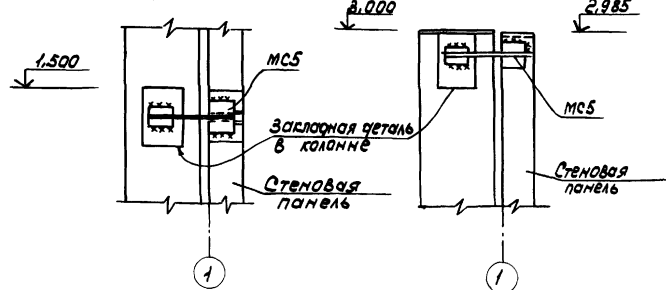 3,000
2,985
1,500
МС5
МС5
Закладная деталь
в колонне
Стеновая
панель
Стеновая
панель
1
1